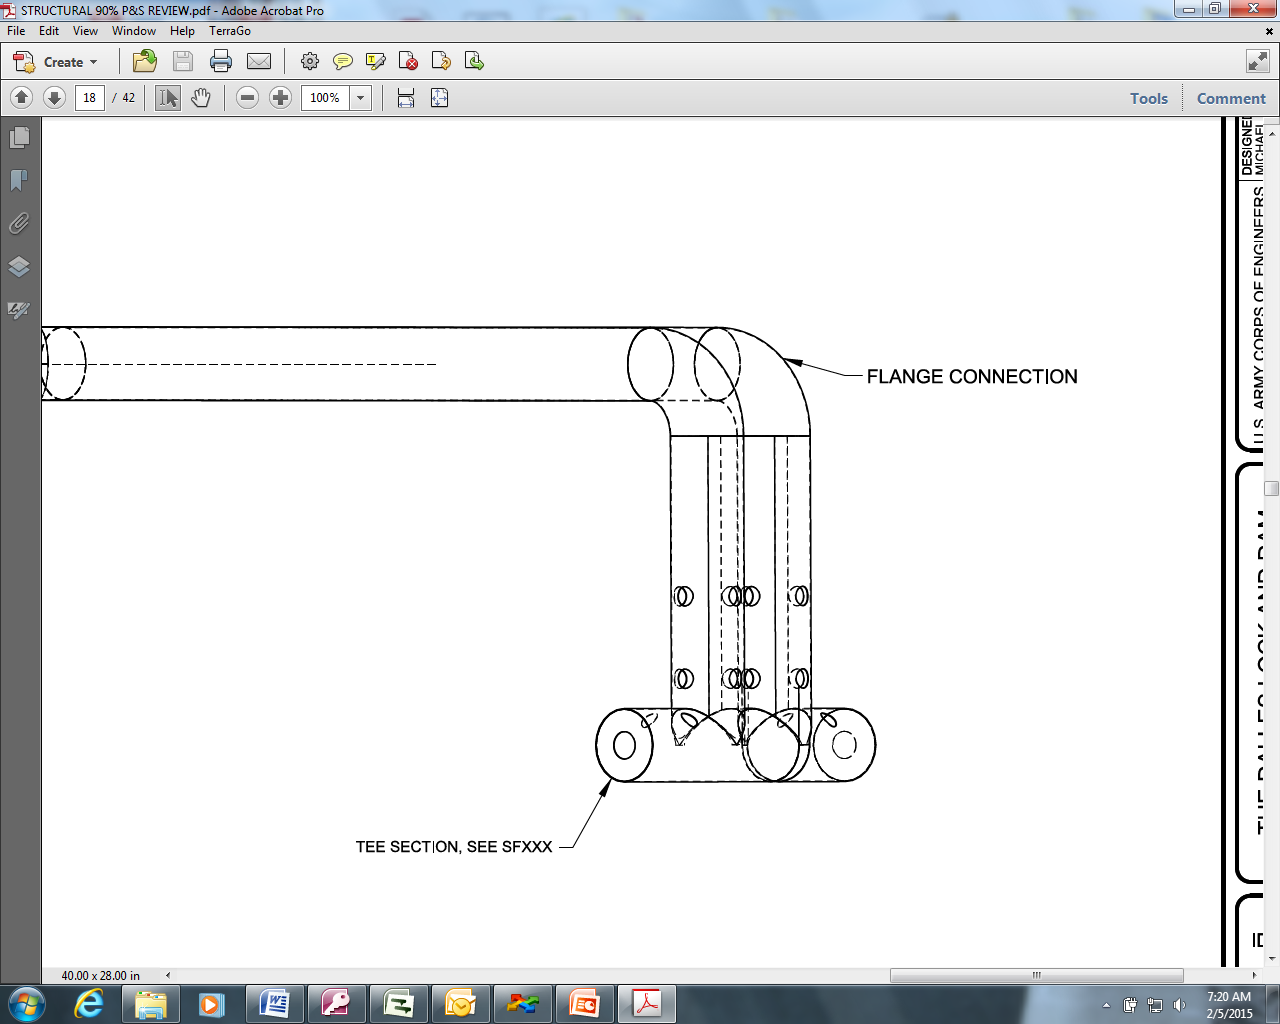 STRUCTURAL 90% P&S REVIEW.pdf - Adobe Acrobat Pro
File Edit View Window Help TerraGo
Create
18 / 42
100%
Tools
Comment
DESIGNED
MICHAEL
U.S. ARMY CORPS OF ENGINEERS
FLANGE CONNECTION
TEE SECTION, SEE SFXXX
40.00 x 28.00 in
7:20 AM
2/5/2015